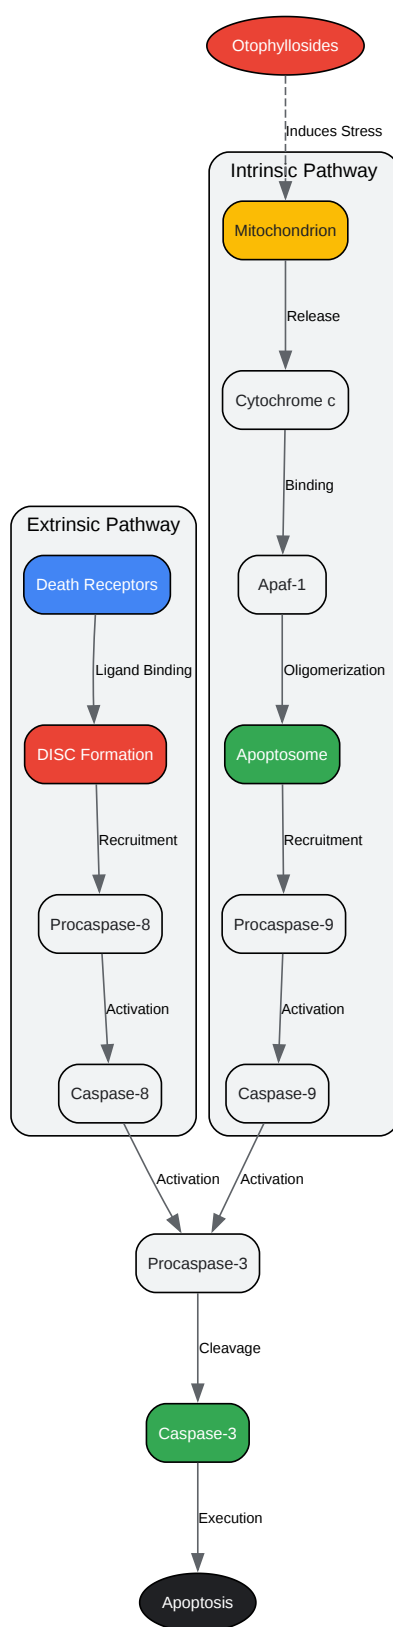 Otophyllosides
Induces Stress
Intrinsic Pathway
Mitochondrion
Release
Cytochrome c
Binding
Extrinsic Pathway
Death Receptors
Apaf-1
Ligand Binding
Oligomerization
DISC Formation
Apoptosome
Recruitment
Recruitment
Procaspase-8
Procaspase-9
Activation
Activation
Caspase-8
Caspase-9
Activation
Activation
Procaspase-3
Cleavage
Caspase-3
Execution
Apoptosis